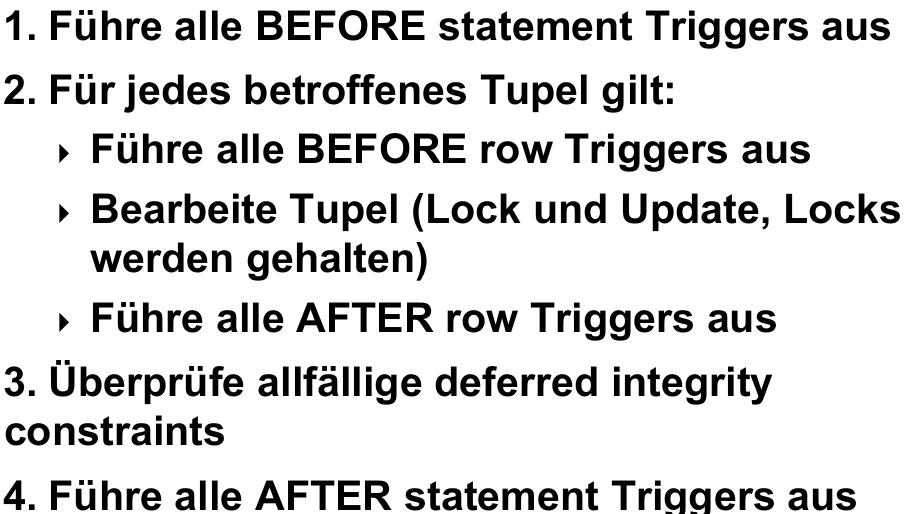 1. Führe alle BEFORE statement Triggers aus
2. Für jedes betroffenes Tupel gilt:
‣ Führe alle BEFORE row Triggers aus
‣ Bearbeite Tupel (Lock und Update, Locks
werden gehalten)
‣ Führe alle AFTER row Triggers aus
3. Überprüfe allfällige deferred integrity
constraints
4. Führe alle AFTER statement Triggers aus